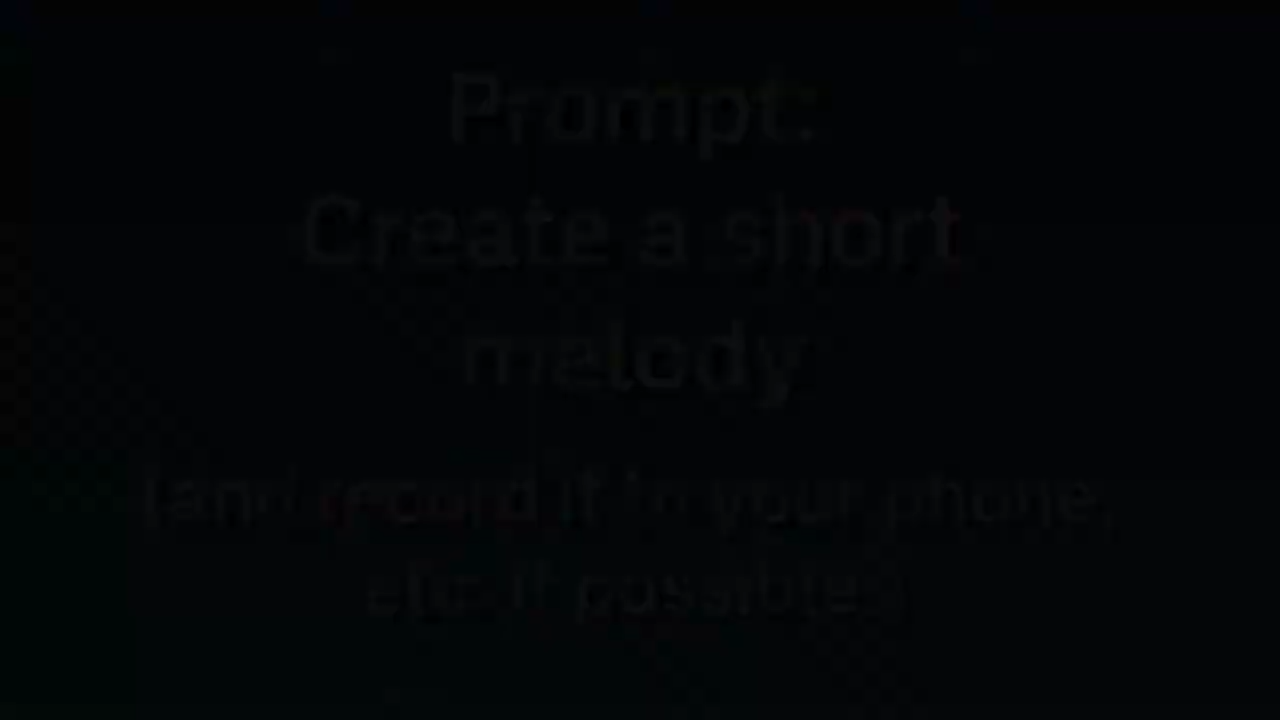 Prompt:
Create a short
melody
(and record it in your phone,
etc. if possible)